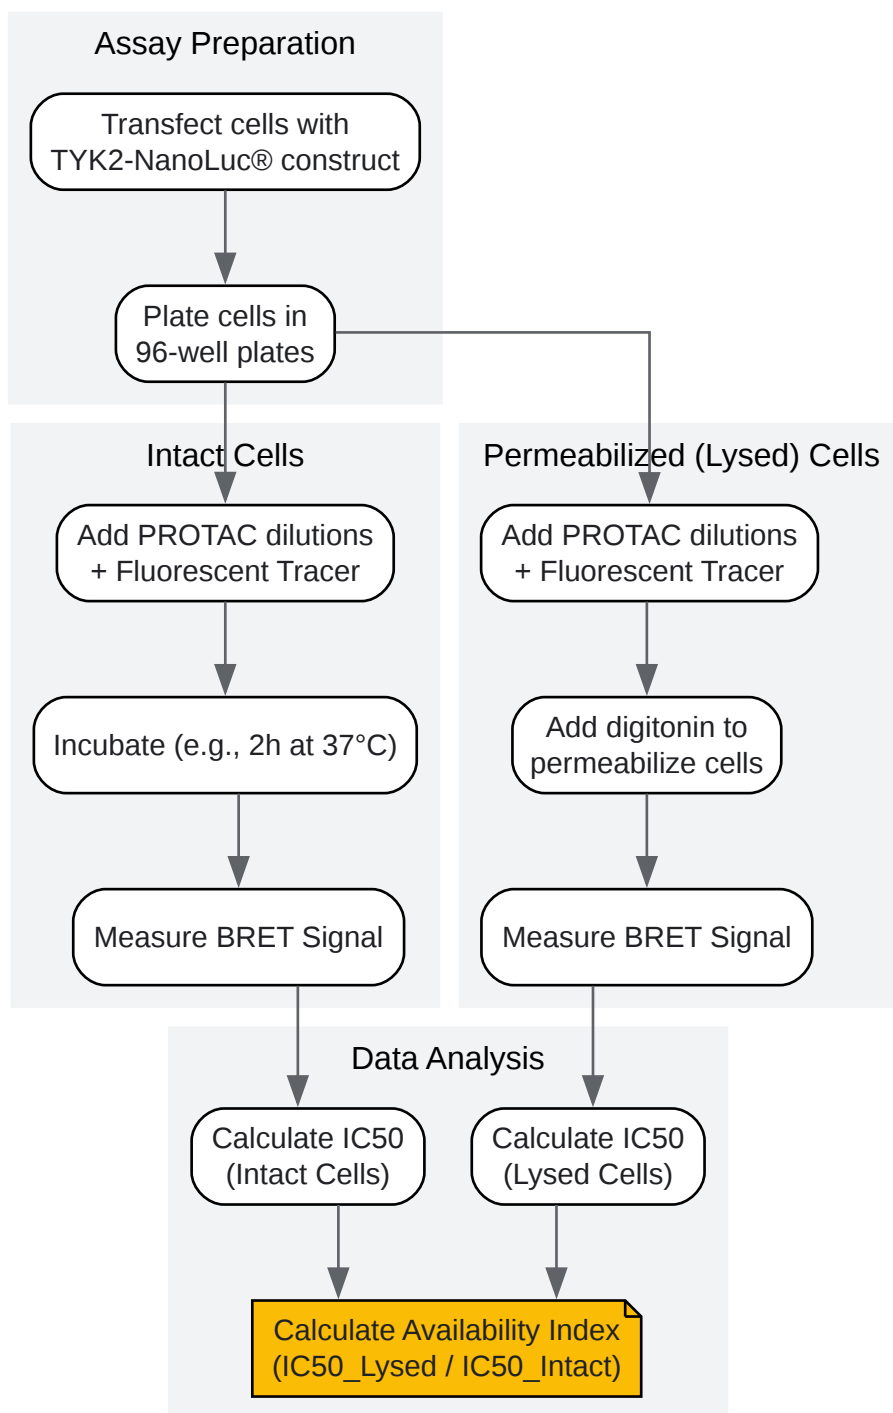 Assay Preparation
Transfect cells with
TYK2-NanoLuc® construct
Plate cells in
96-well plates
Intact Cells
Add PROTAC dilutions
+ Fluorescent Tracer
Incubate (e.g., 2h at 37°C)
Measure BRET Signal
Permeabilized (Lysed) Cells
Add PROTAC dilutions
+ Fluorescent Tracer
Add digitonin to
permeabilize cells
Measure BRET Signal
Data Analysis
Calculate IC50
(Intact Cells)
Calculate IC50
(Lysed Cells)
Calculate Availability Index
(IC50_Lysed / IC50_Intact)